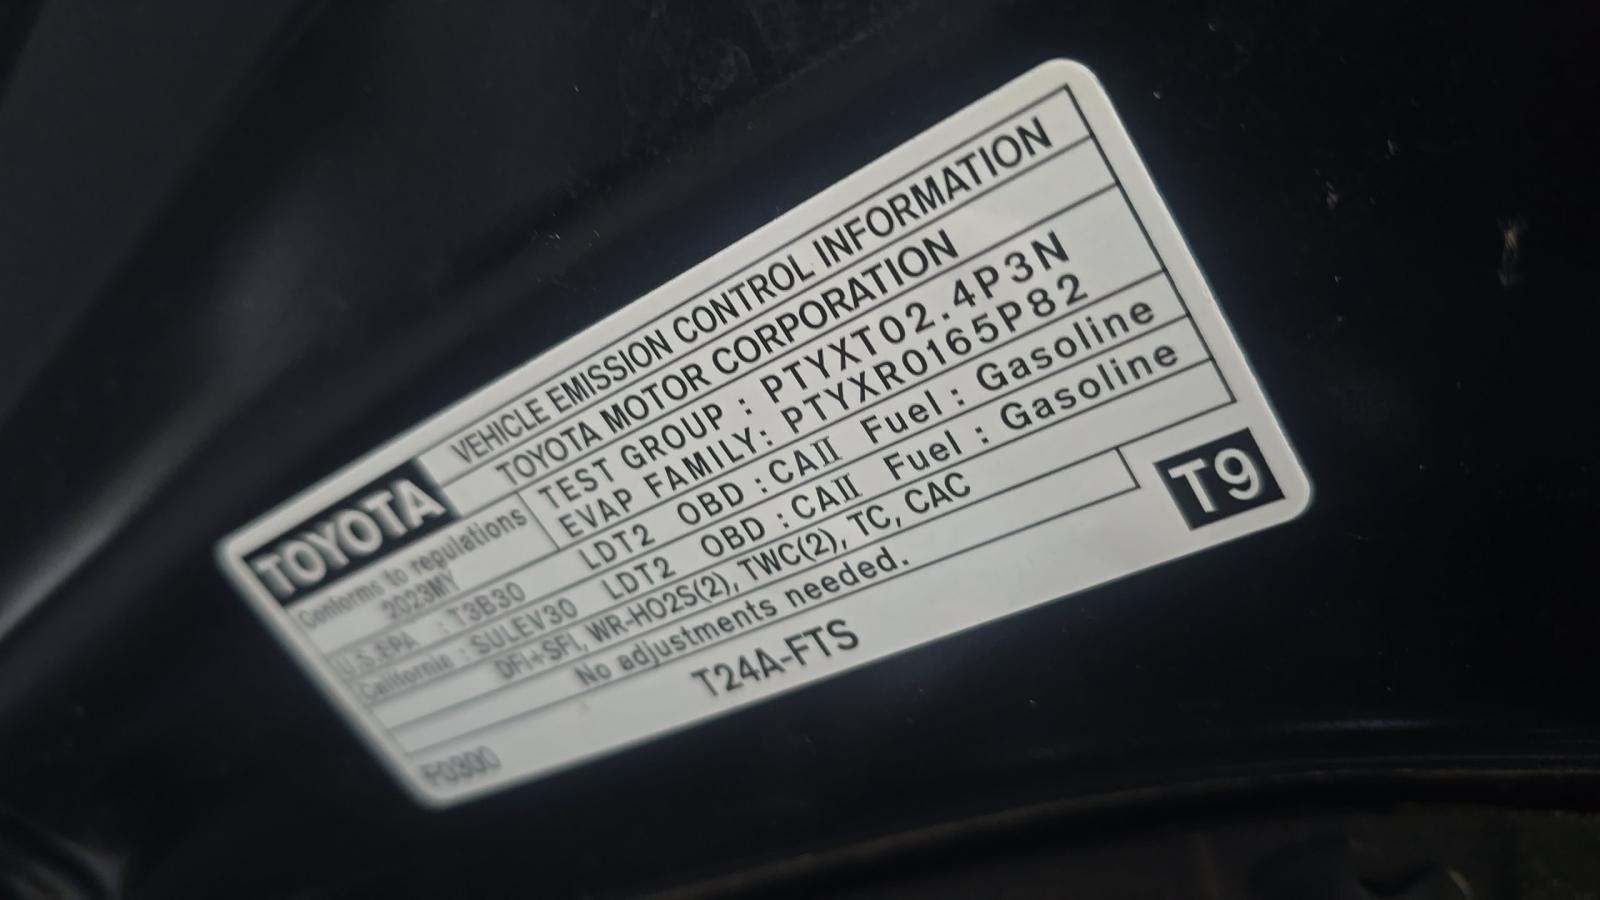 TOYOTA VEHICLE EMISSION CONTROL INFORMATION
TOYOTA MOTOR CORPORATION
Conforms to regulations
2023MY
TEST GROUP : PTYXT02.4P3N
EVAP FAMILY: PTYXR0165P82
U.S.EPA : T3B30 LDT2 OBD : CAII Fuel : Gasoline
California : SULEV30 LDT2 OBD : CAII Fuel : Gasoline
DFI+SFI, WR-HO2S(2), TWC(2), TC, CAC
No adjustments needed.
T9
T24A-FTS